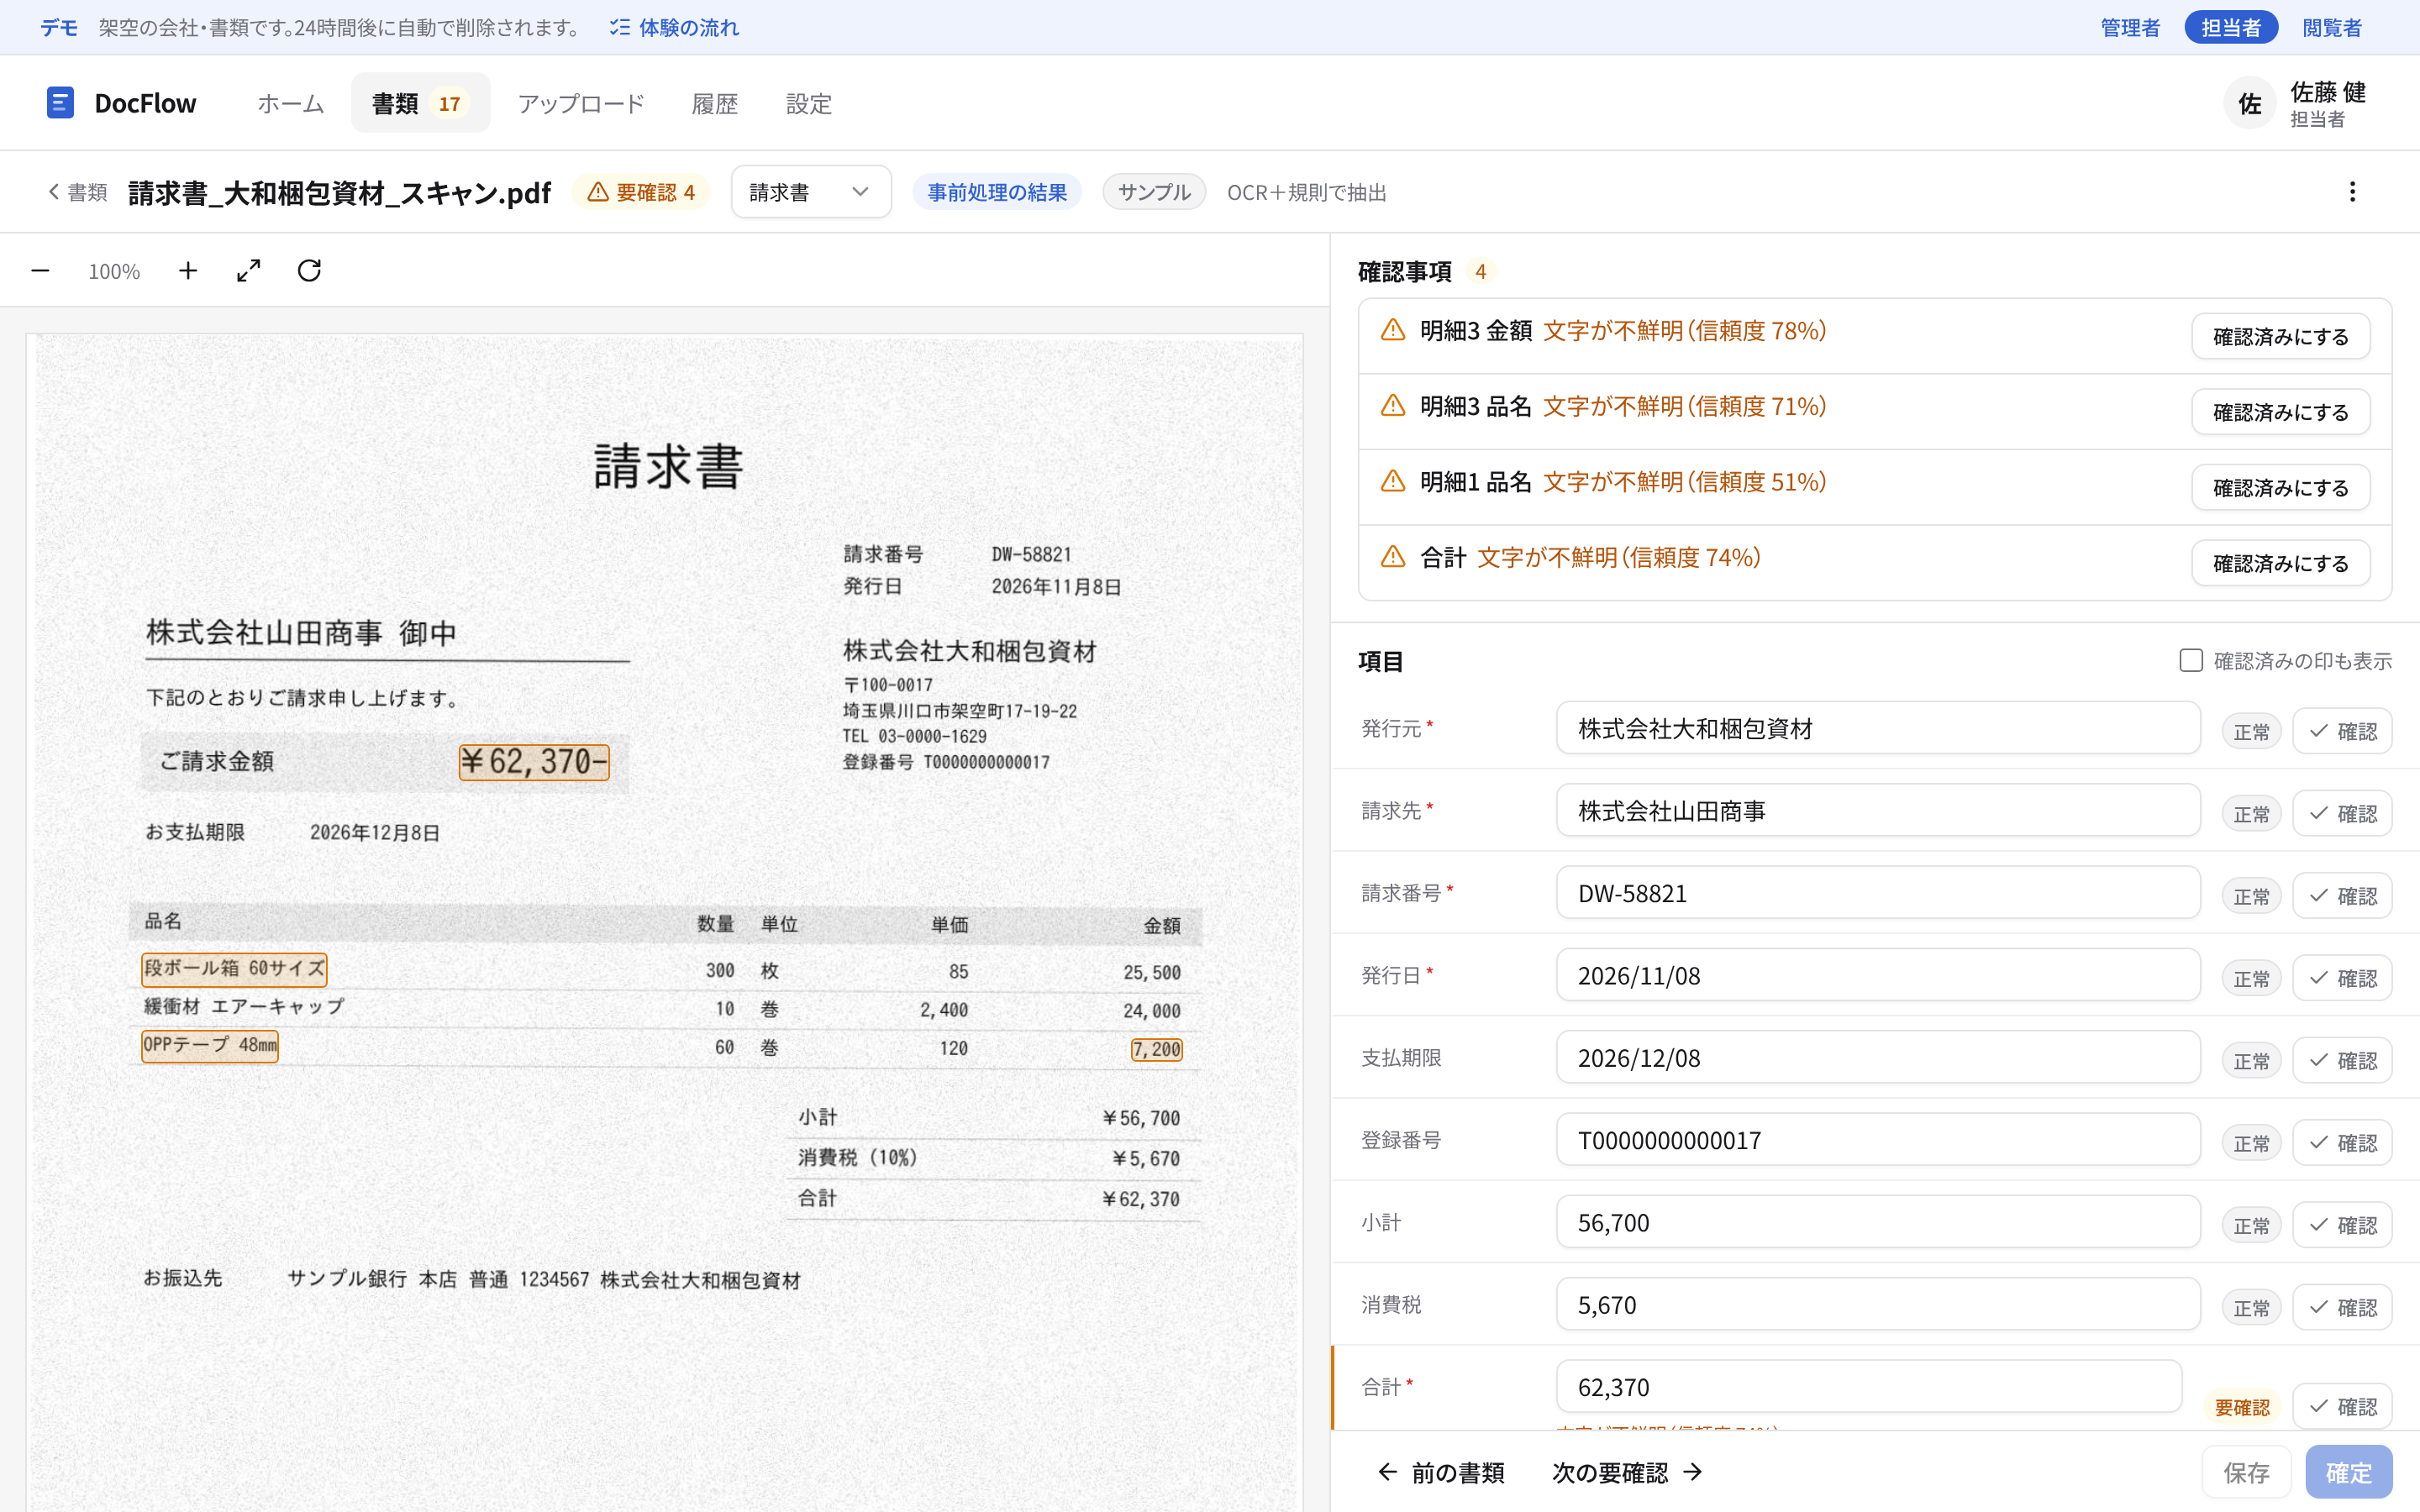 デモ 架空の会社・書類です。24時間後に自動で削除されます。 体験の流れ 管理者 担当者 閲覧者
DocFlow ホーム 書類 17 アップロード 履歴 設定 佐 佐藤 健
担当者
書類 請求書_大和梱包資材_スキャン.pdf 要確認 4 請求書 事前処理の結果 サンプル OCR＋規則で抽出
100%
請求書
請求番号 DW-58821
発行日 2026年11月8日
株式会社山田商事 御中
株式会社大和梱包資材
〒100-0017
下記のとおりご請求申し上げます。
埼玉県川口市架空町17-19-22
TEL 03-0000-1629
登録番号 T0000000000017
ご請求金額 ￥62,370-
お支払期限 2026年12月8日
品名 数量 単位 単価 金額
段ボール箱 60サイズ 300 枚 85 25,500
緩衝材 エアーキャップ 10 巻 2,400 24,000
OPPテープ 48mm 60 巻 120 7,200
小計 ￥56,700
消費税 (10%) ￥5,670
合計 ￥62,370
お振込先 サンプル銀行 本店 普通 1234567 株式会社大和梱包資材
確認事項 4
明細3 金額 文字が不鮮明（信頼度 78%） 確認済みにする
明細3 品名 文字が不鮮明（信頼度 71%） 確認済みにする
明細1 品名 文字が不鮮明（信頼度 51%） 確認済みにする
合計 文字が不鮮明（信頼度 74%） 確認済みにする
項目 確認済みの印も表示
発行元* 株式会社大和梱包資材 正常 確認
請求先* 株式会社山田商事 正常 確認
請求番号* DW-58821 正常 確認
発行日* 2026/11/08 正常 確認
支払期限 2026/12/08 正常 確認
登録番号 T0000000000017 正常 確認
小計 56,700 正常 確認
消費税 5,670 正常 確認
合計* 62,370 要確認 確認
前の書類 次の要確認 保存 確定